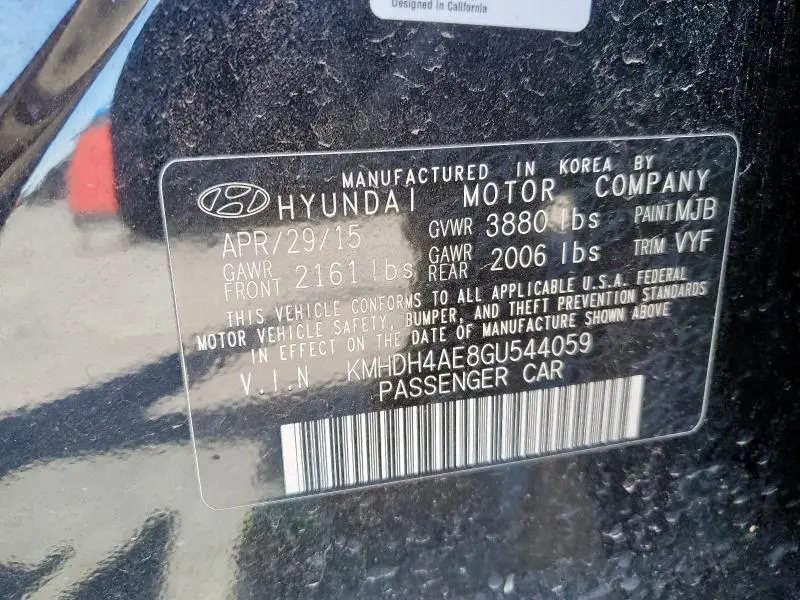 Designed in California
MANUFACTURED IN KOREA BY
HYUNDAI MOTOR COMPANY
APR/29/15 GVWR 3880 lbs PAINT MJB
GAWR FRONT 2161 lbs GAWR REAR 2006 lbs TRIM VYF
THIS VEHICLE CONFORMS TO ALL APPLICABLE U.S.A. FEDERAL
MOTOR VEHICLE SAFETY, BUMPER, AND THEFT PREVENTION STANDARDS
IN EFFECT ON THE DATE OF MANUFACTURE SHOWN ABOVE
V.I.N KMHDH4AE8GU544059
PASSENGER CAR